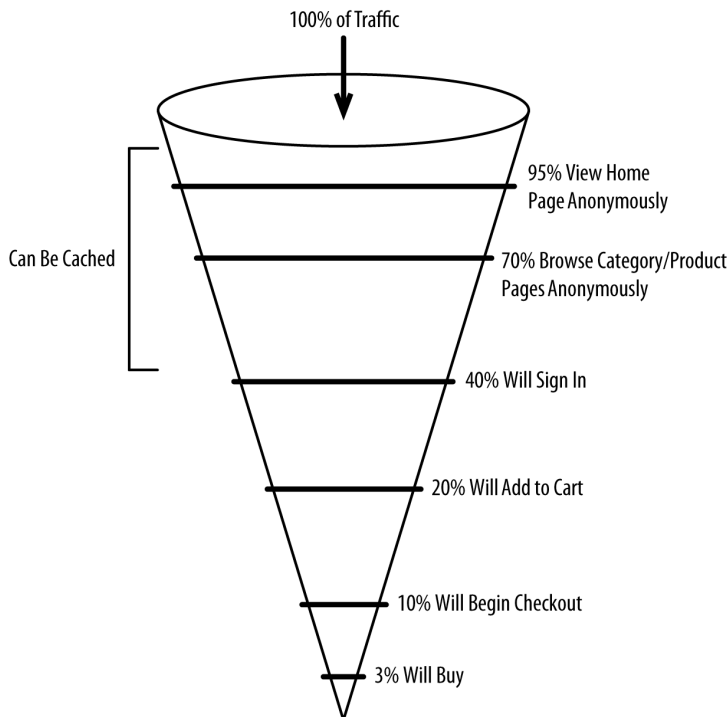 100% of Traffic
95% View Home
Page Anonymously
Can Be Cached
70% Browse Category/Product
Pages Anonymously
40% Will Sign In
20% Will Add to Cart
10% Will Begin Checkout
3% Will Buy